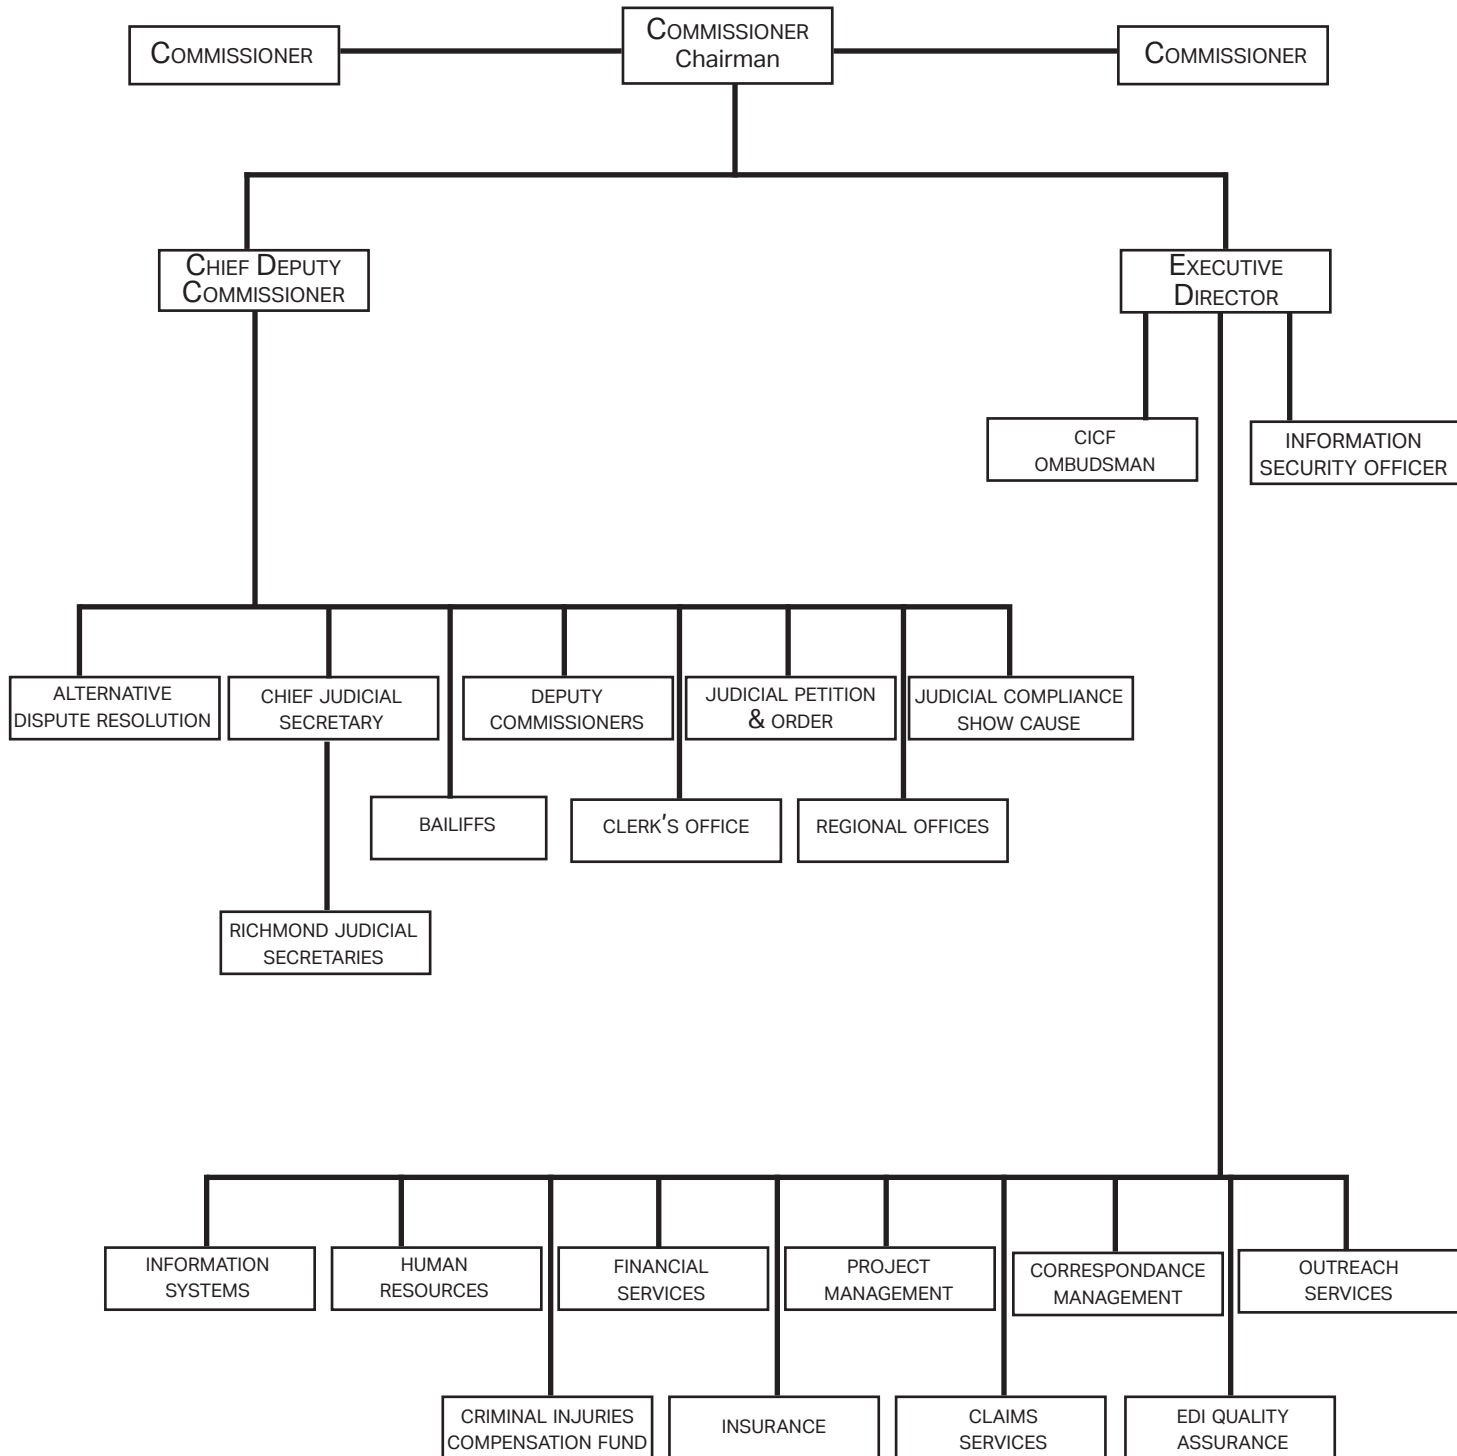 COMMISSIONER
COMMISSIONER
Chairman
COMMISSIONER
CHIEF DEPUTY
COMMISSIONER
EXECUTIVE
DIRECTOR
CICF
OMBUDSMAN
INFORMATION
SECURITY OFFICER
ALTERNATIVE
DISPUTE RESOLUTION
CHIEF JUDICIAL
SECRETARY
DEPUTY
COMMISSIONERS
JUDICIAL PETITION
& ORDER
JUDICIAL COMPLIANCE
SHOW CAUSE
BAILIFFS
CLERK'S OFFICE
REGIONAL OFFICES
RICHMOND JUDICIAL
SECRETARIES
INFORMATION
SYSTEMS
HUMAN
RESOURCES
FINANCIAL
SERVICES
PROJECT
MANAGEMENT
CORRESPONDANCE
MANAGEMENT
OUTREACH
SERVICES
CRIMINAL INJURIES
COMPENSATION FUND
INSURANCE
CLAIMS
SERVICES
EDI QUALITY
ASSURANCE